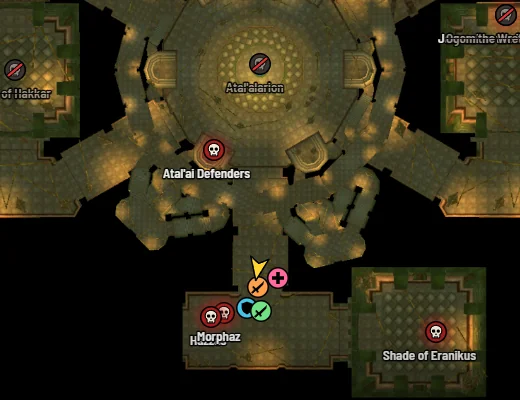 of Hakkar
Atal'alarion
Atal'ai Defenders
Morphaz
Shade of Eranikus